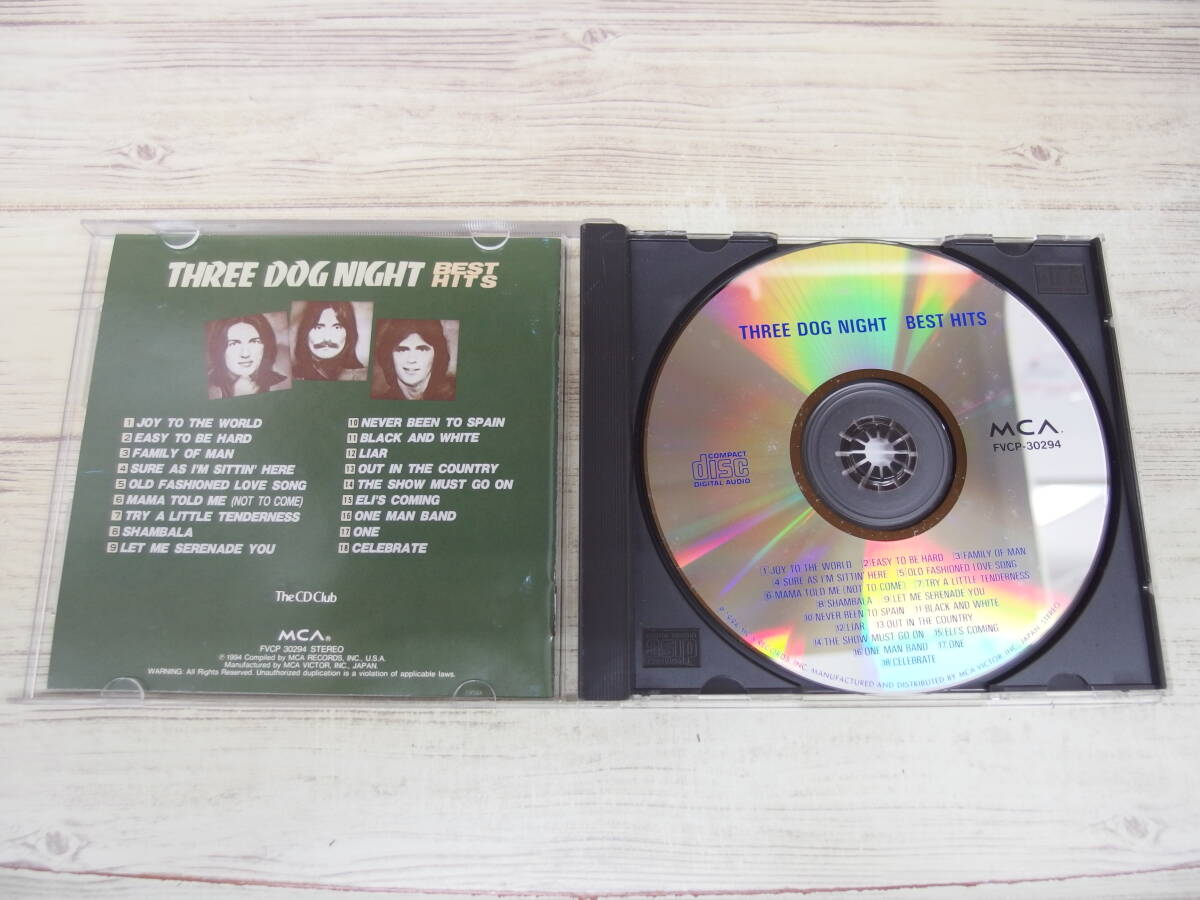 THREE DOG NIGHT BEST HITS
1 JOY TO THE WORLD
2 EASY TO BE HARD
3 FAMILY OF MAN
4 SURE AS I'M SITTIN' HERE
5 OLD FASHIONED LOVE SONG
6 MAMA TOLD ME (NOT TO COME)
7 TRY A LITTLE TENDERNESS
8 SHAMBALA
9 LET ME SERENADE YOU
10 NEVER BEEN TO SPAIN
11 BLACK AND WHITE
12 LIAR
13 OUT IN THE COUNTRY
14 THE SHOW MUST GO ON
15 ELI'S COMING
16 ONE MAN BAND
17 ONE
18 CELEBRATE
The CD Club
MCA®
FVCP 30294 STEREO
℗ 1994 Compiled by MCA RECORDS, INC., U.S.A.
Manufactured by MCA VICTOR, INC., JAPAN.
WARNING: All Rights Reserved. Unauthorized duplication is a violation of applicable laws.
THREE DOG NIGHT BEST HITS
MCA
FVCP-30294
COMPACT
disc
DIGITAL AUDIO
1 JOY TO THE WORLD 2 EASY TO BE HARD 3 FAMILY OF MAN
4 SURE AS I'M SITTIN' HERE 5 OLD FASHIONED LOVE SONG
6 MAMA TOLD ME (NOT TO COME) 7 TRY A LITTLE TENDERNESS
8 SHAMBALA 9 LET ME SERENADE YOU
10 NEVER BEEN TO SPAIN 11 BLACK AND WHITE
12 LIAR 13 OUT IN THE COUNTRY
14 THE SHOW MUST GO ON 15 ELI'S COMING
16 ONE MAN BAND 17 ONE
18 CELEBRATE
RECORDS, INC. MANUFACTURED AND DISTRIBUTED BY MCA VICTOR, INC., JAPAN. STEREO